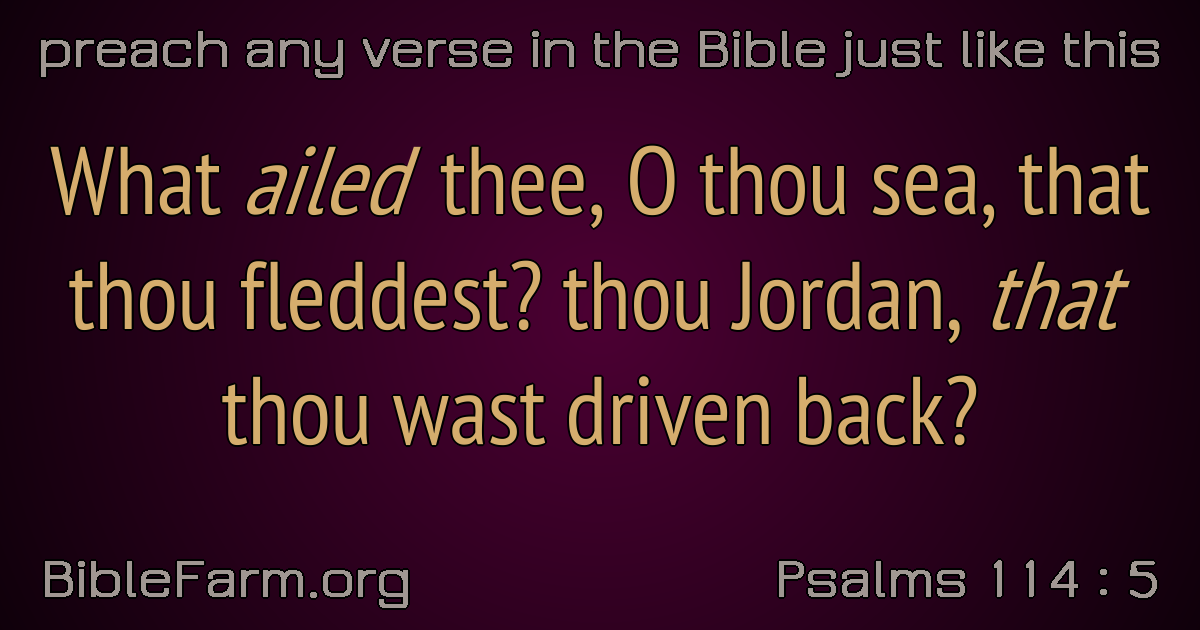 preach any verse in the Bible just like this
What ailed thee, O thou sea, that
thou fleddest? thou Jordan, that
thou wast driven back?
BibleFarm.org
Psalms 114 : 5